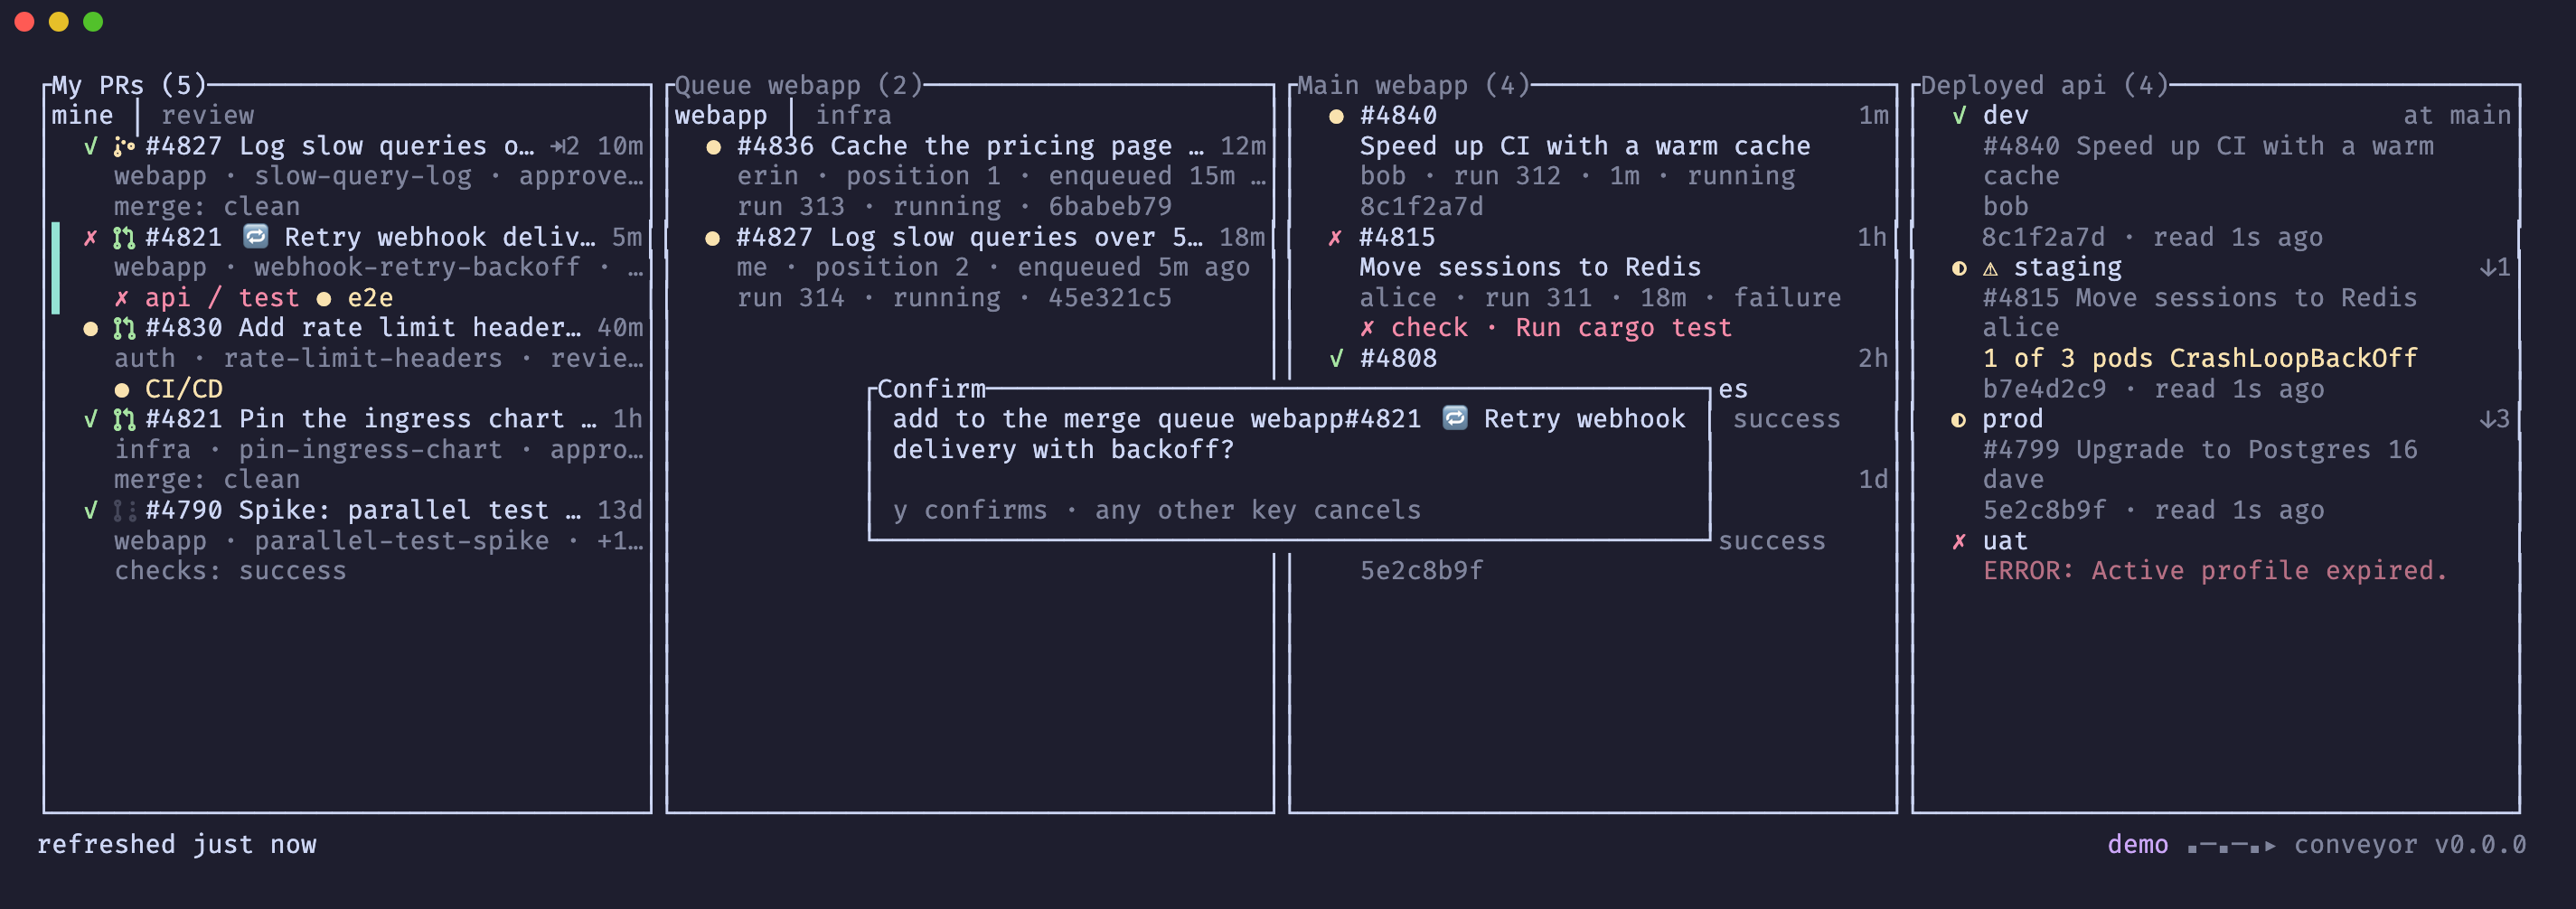 My PRs (5)
mine │ review
✓ #4827 Log slow queries o… ⇥2 10m
webapp · slow-query-log · approve…
merge: clean
✗ #4821 🔁 Retry webhook deliv… 5m
webapp · webhook-retry-backoff · …
✗ api / test ● e2e
● #4830 Add rate limit header… 40m
auth · rate-limit-headers · revie…
● CI/CD
✓ #4821 Pin the ingress chart … 1h
infra · pin-ingress-chart · appro…
merge: clean
✓ #4790 Spike: parallel test … 13d
webapp · parallel-test-spike · +1…
checks: success
Queue webapp (2)
webapp │ infra
● #4836 Cache the pricing page … 12m
erin · position 1 · enqueued 15m …
run 313 · running · 6babeb79
● #4827 Log slow queries over 5… 18m
me · position 2 · enqueued 5m ago
run 314 · running · 45e321c5
Main webapp (4)
● #4840 1m
Speed up CI with a warm cache
bob · run 312 · 1m · running
8c1f2a7d
✗ #4815 1h
Move sessions to Redis
alice · run 311 · 18m · failure
✗ check · Run cargo test
✓ #4808 2h
es
success
1d
success
5e2c8b9f
Confirm
add to the merge queue webapp#4821 🔁 Retry webhook
delivery with backoff?
y confirms · any other key cancels
Deployed api (4)
✓ dev at main
#4840 Speed up CI with a warm
cache
bob
8c1f2a7d · read 1s ago
◐ ⚠ staging ↓1
#4815 Move sessions to Redis
alice
1 of 3 pods CrashLoopBackOff
b7e4d2c9 · read 1s ago
◐ prod ↓3
#4799 Upgrade to Postgres 16
dave
5e2c8b9f · read 1s ago
✗ uat
ERROR: Active profile expired.
refreshed just now
demo ▪─▪─▪▸ conveyor v0.0.0